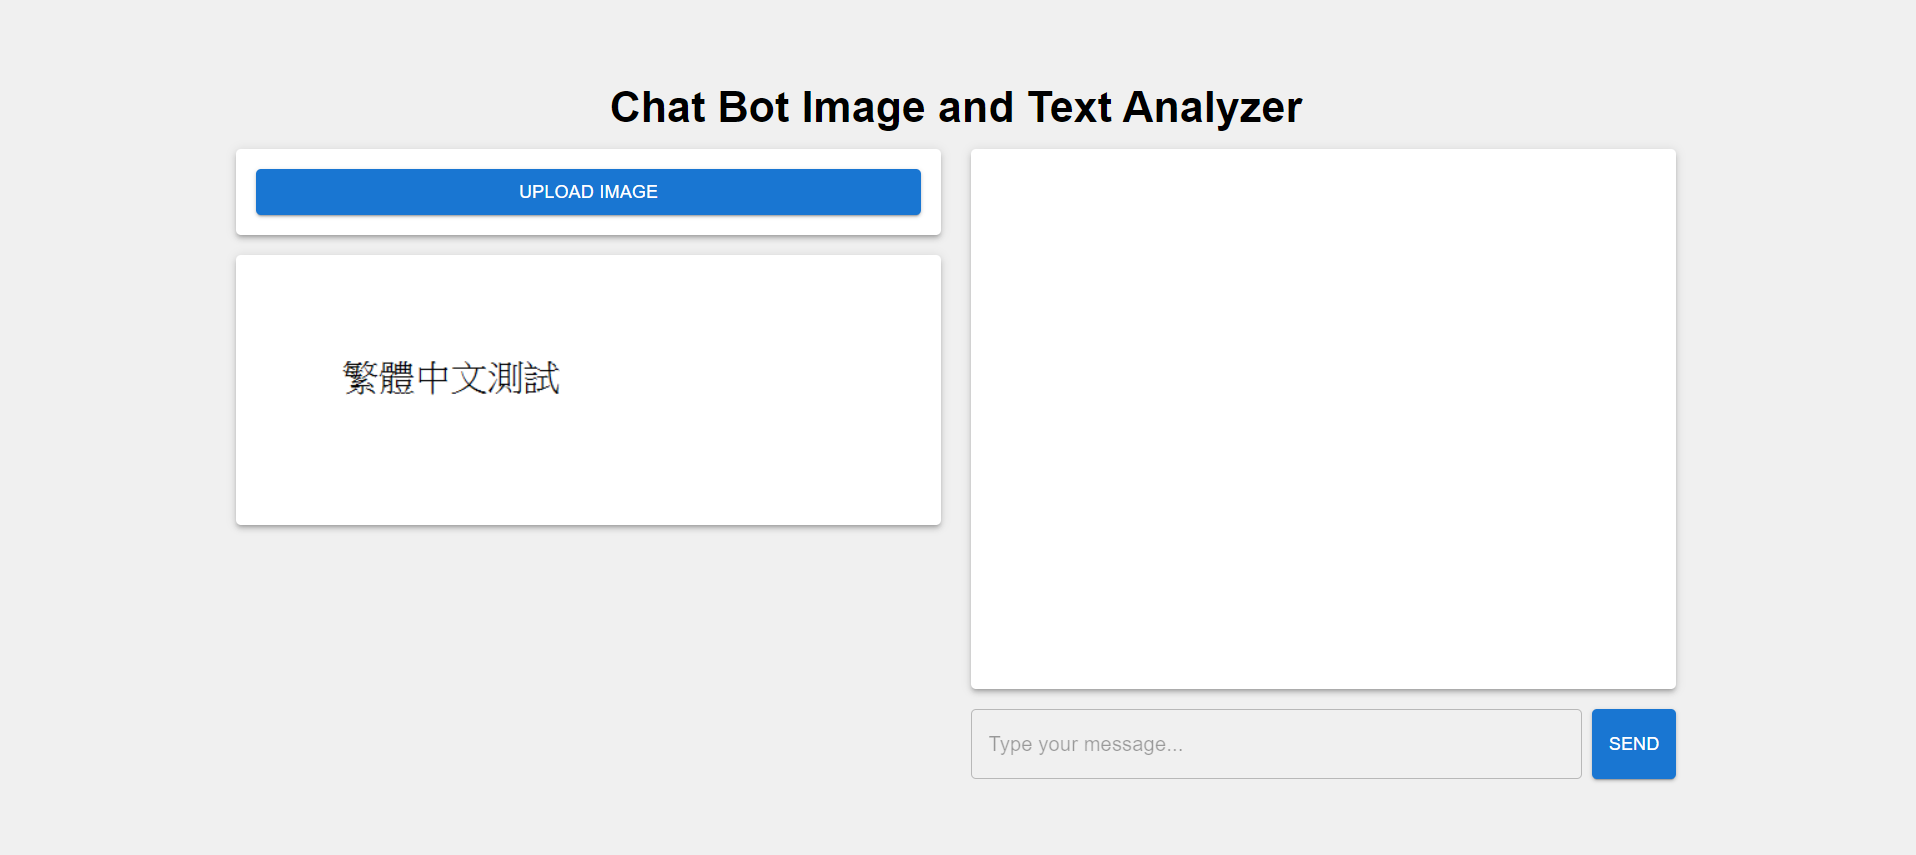 Chat Bot Image and Text Analyzer
UPLOAD IMAGE
繁體中文測試
Type your message...
SEND